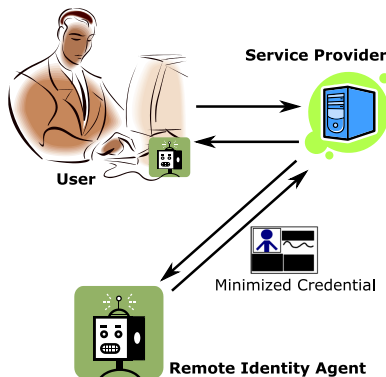 Service Provider
User
Minimized Credential
Remote Identity Agent